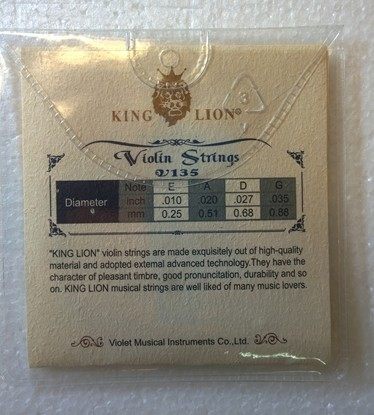 KING LION®
3
Violin Strings
V135
Diameter
Note E A D G
Inch .010 .020 .027 .035
mm 0.25 0.51 0.68 0.88
"KING LiON" violin strings are made exquisitely out of high-quality
material and adopted extemal advanced technology.They have the
character of pleasant timbre, good pronuncitation, durability and so
on. KING LION musical strings are well liked of many music lovers.
Violet Musical Instruments Co.,Ltd.